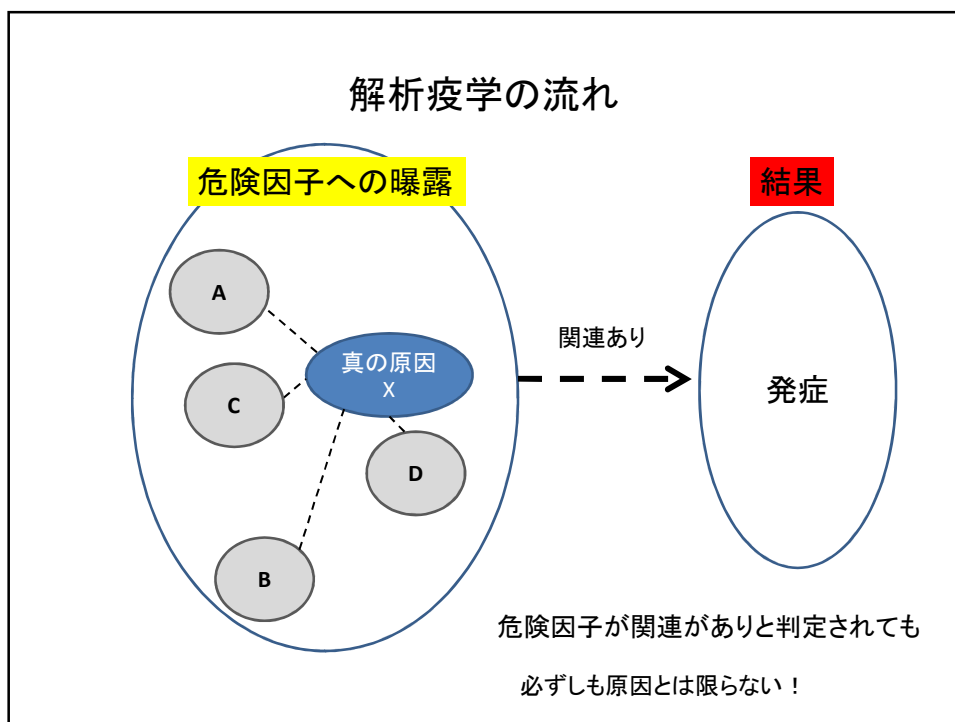 解析疫学の流れ
危険因子への曝露
結果
A
関連あり
真の原因
X
C
発症
D
B
危険因子が関連がありと判定されても
必ずしも原因とは限らない！